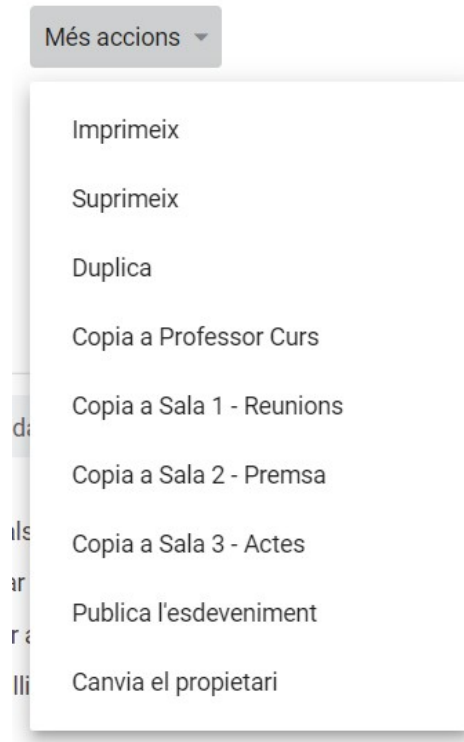 Més accions
Imprimeix
Suprimeix
Duplica
Copia a Professor Curs
Copia a Sala 1 - Reunions
Copia a Sala 2 - Premsa
Copia a Sala 3 - Actes
Publica l'esdeveniment
Canvia el propietari